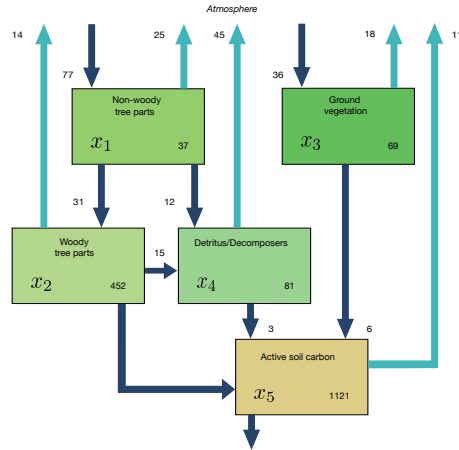 Atmosphere
14
25
45
18
11
77
36
Non-woody
tree parts
x₁
37
Ground
vegetation
x₃
69
31
12
Woody
tree parts
x₂
452
15
Detritus/Decomposers
x₄
81
3
6
Active soil carbon
x₅
1121